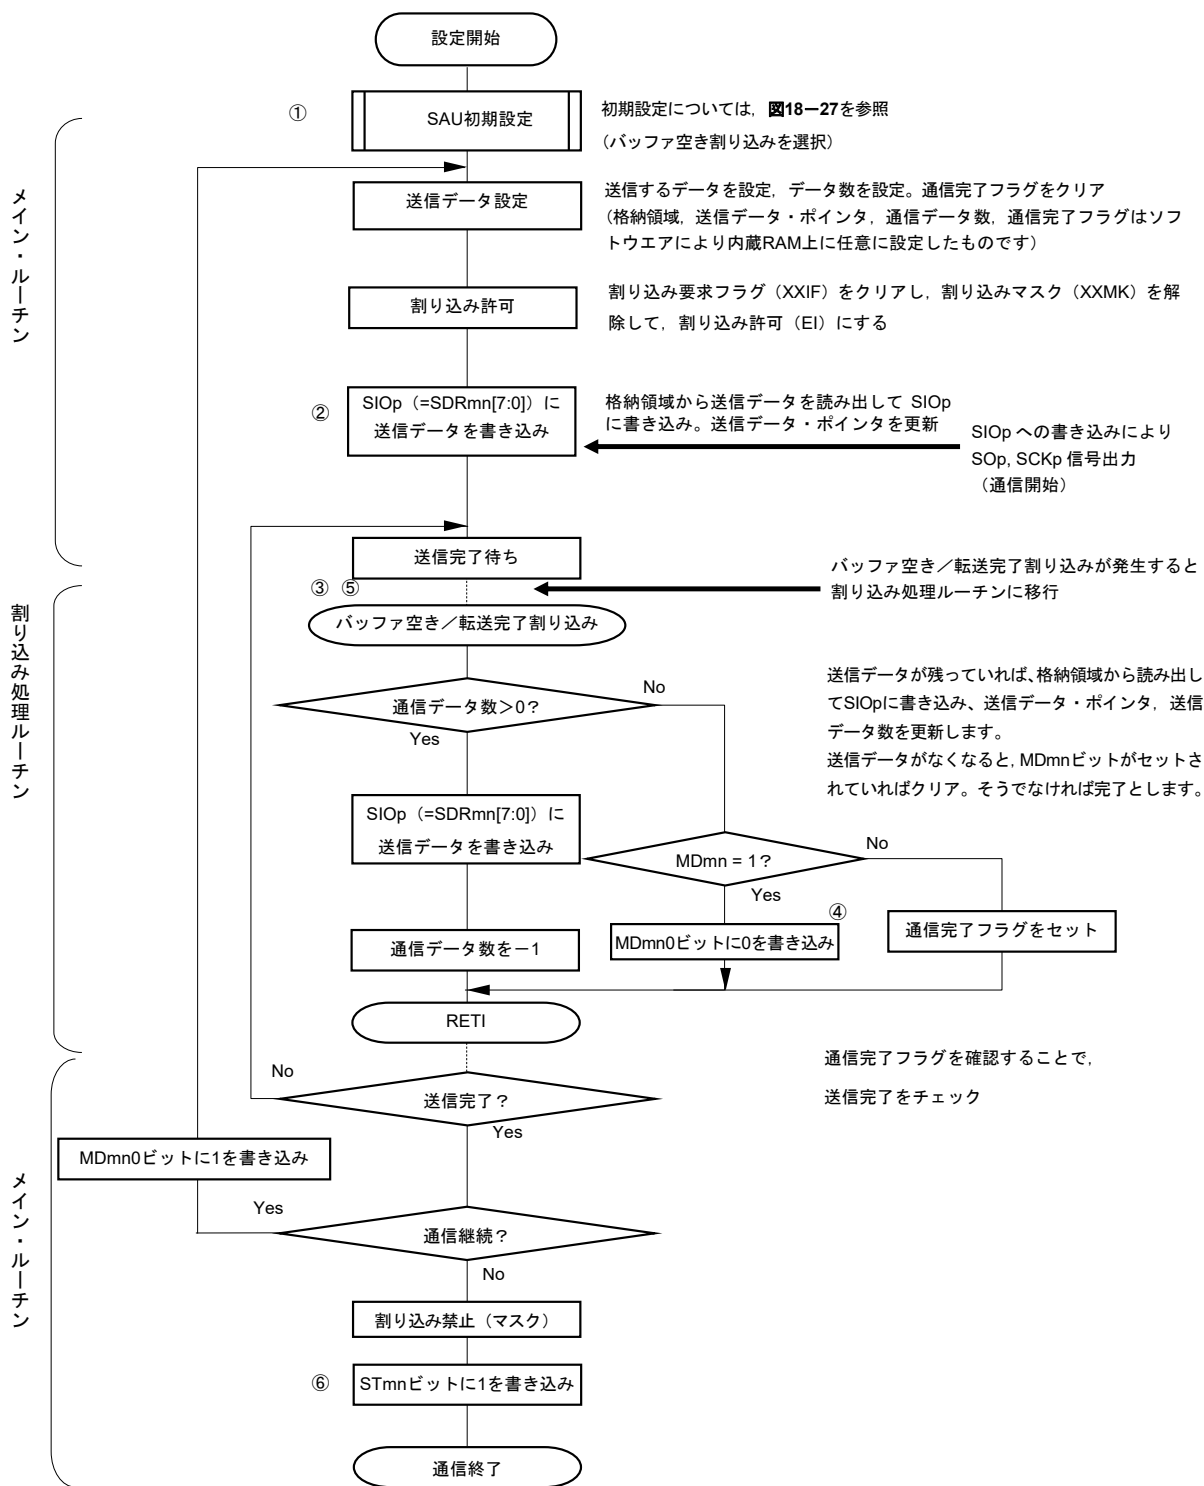 設定開始
①
SAU初期設定
初期設定については，図18－27を参照
（バッファ空き割り込みを選択）
メイン・ルーチン
送信データ設定
送信するデータを設定，データ数を設定。通信完了フラグをクリア
（格納領域，送信データ・ポインタ，通信データ数，通信完了フラグはソフ
トウエアにより内蔵RAM上に任意に設定したものです）
割り込み許可
割り込み要求フラグ（XXIF）をクリアし，割り込みマスク（XXMK）を解
除して，割り込み許可（EI）にする
②
SIOp（=SDRmn[7:0]）に
送信データを書き込み
格納領域から送信データを読み出して SIOp
に書き込み。送信データ・ポインタを更新
SIOp への書き込みにより
SOp, SCKp 信号出力
（通信開始）
送信完了待ち
③ ⑤
バッファ空き／転送完了割り込みが発生すると
割り込み処理ルーチンに移行
割り込み処理ルーチン
バッファ空き／転送完了割り込み
通信データ数＞0？
No
Yes
送信データが残っていれば、格納領域から読み出し
てSIOpに書き込み、送信データ・ポインタ，送信
データ数を更新します。
送信データがなくなると，MDmnビットがセットさ
れていればクリア。そうでなければ完了とします。
SIOp（=SDRmn[7:0]）に
送信データを書き込み
MDmn = 1？
No
Yes
④
通信データ数を－1
MDmn0ビットに0を書き込み
通信完了フラグをセット
RETI
通信完了フラグを確認することで，
送信完了をチェック
No
送信完了？
Yes
メイン・ルーチン
MDmn0ビットに1を書き込み
Yes
通信継続？
No
割り込み禁止（マスク）
⑥
STmnビットに1を書き込み
通信終了